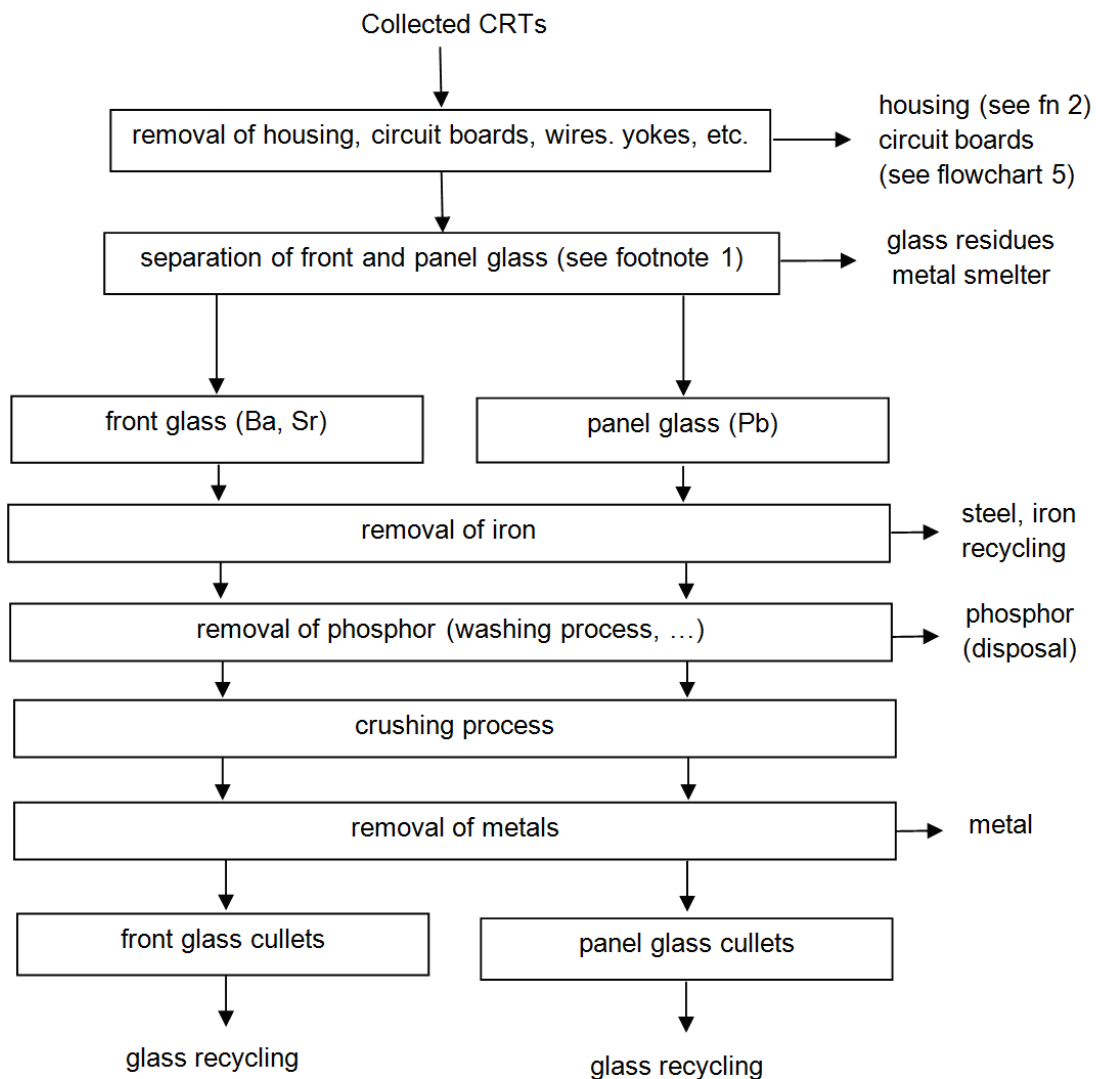 Collected CRTs
removal of housing, circuit boards, wires. yokes, etc.
housing (see fn 2)
circuit boards
(see flowchart 5)
separation of front and panel glass (see footnote 1)
glass residues
metal smelter
front glass (Ba, Sr)
panel glass (Pb)
removal of iron
steel, iron
recycling
removal of phosphor (washing process, …)
phosphor
(disposal)
crushing process
removal of metals
metal
front glass cullets
panel glass cullets
glass recycling
glass recycling